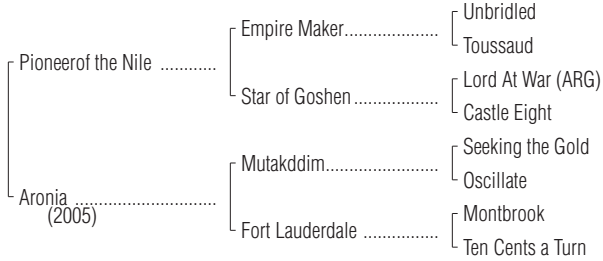 Unbridled
Empire Maker.....................
Toussaud
Pioneerof the Nile ............
Lord At War (ARG)
Star of Goshen...................
Castle Eight
Seeking the Gold
Mutakddim.........................
Oscillate
Aronia ..............................
(2005)
Montbrook
Fort Lauderdale .................
Ten Cents a Turn